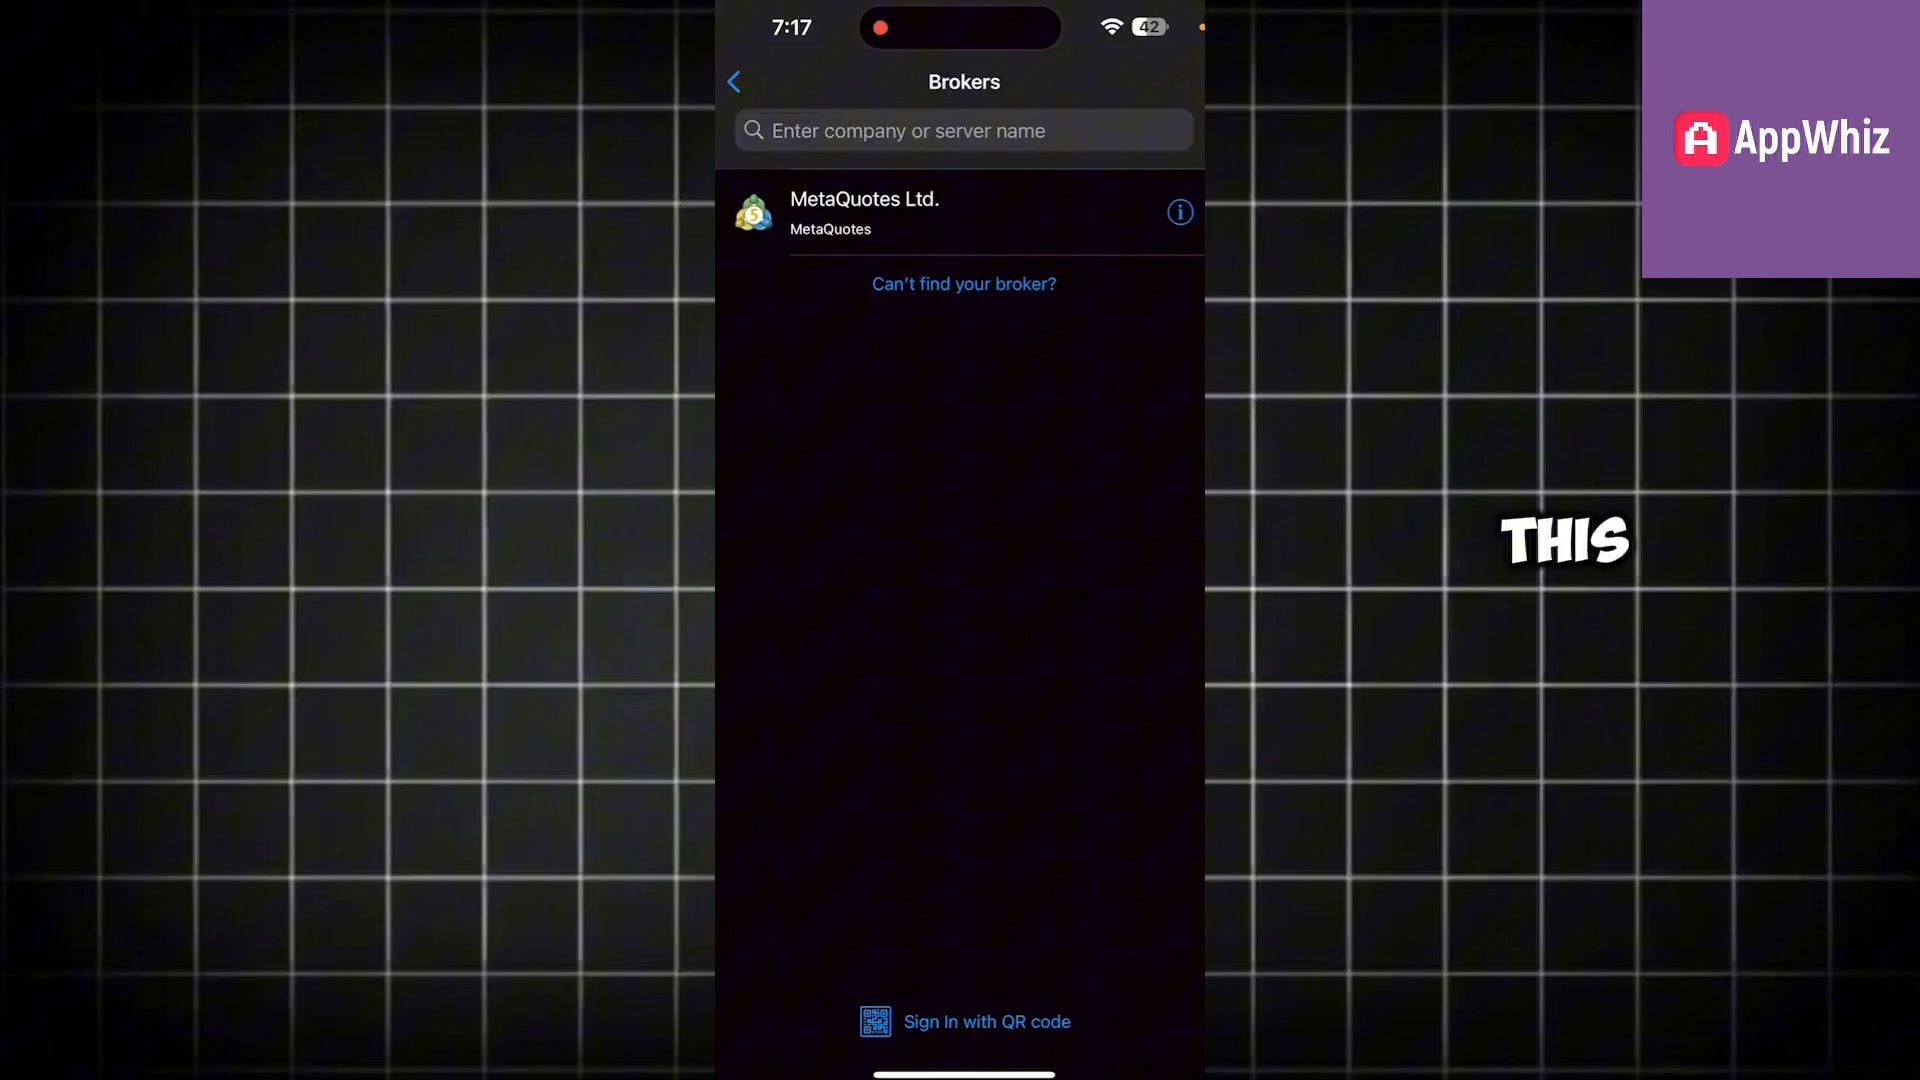 7:17
42
Brokers
Enter company or server name
MetaQuotes Ltd.
MetaQuotes
Can't find your broker?
Sign In with QR code
AppWhiz
THIS